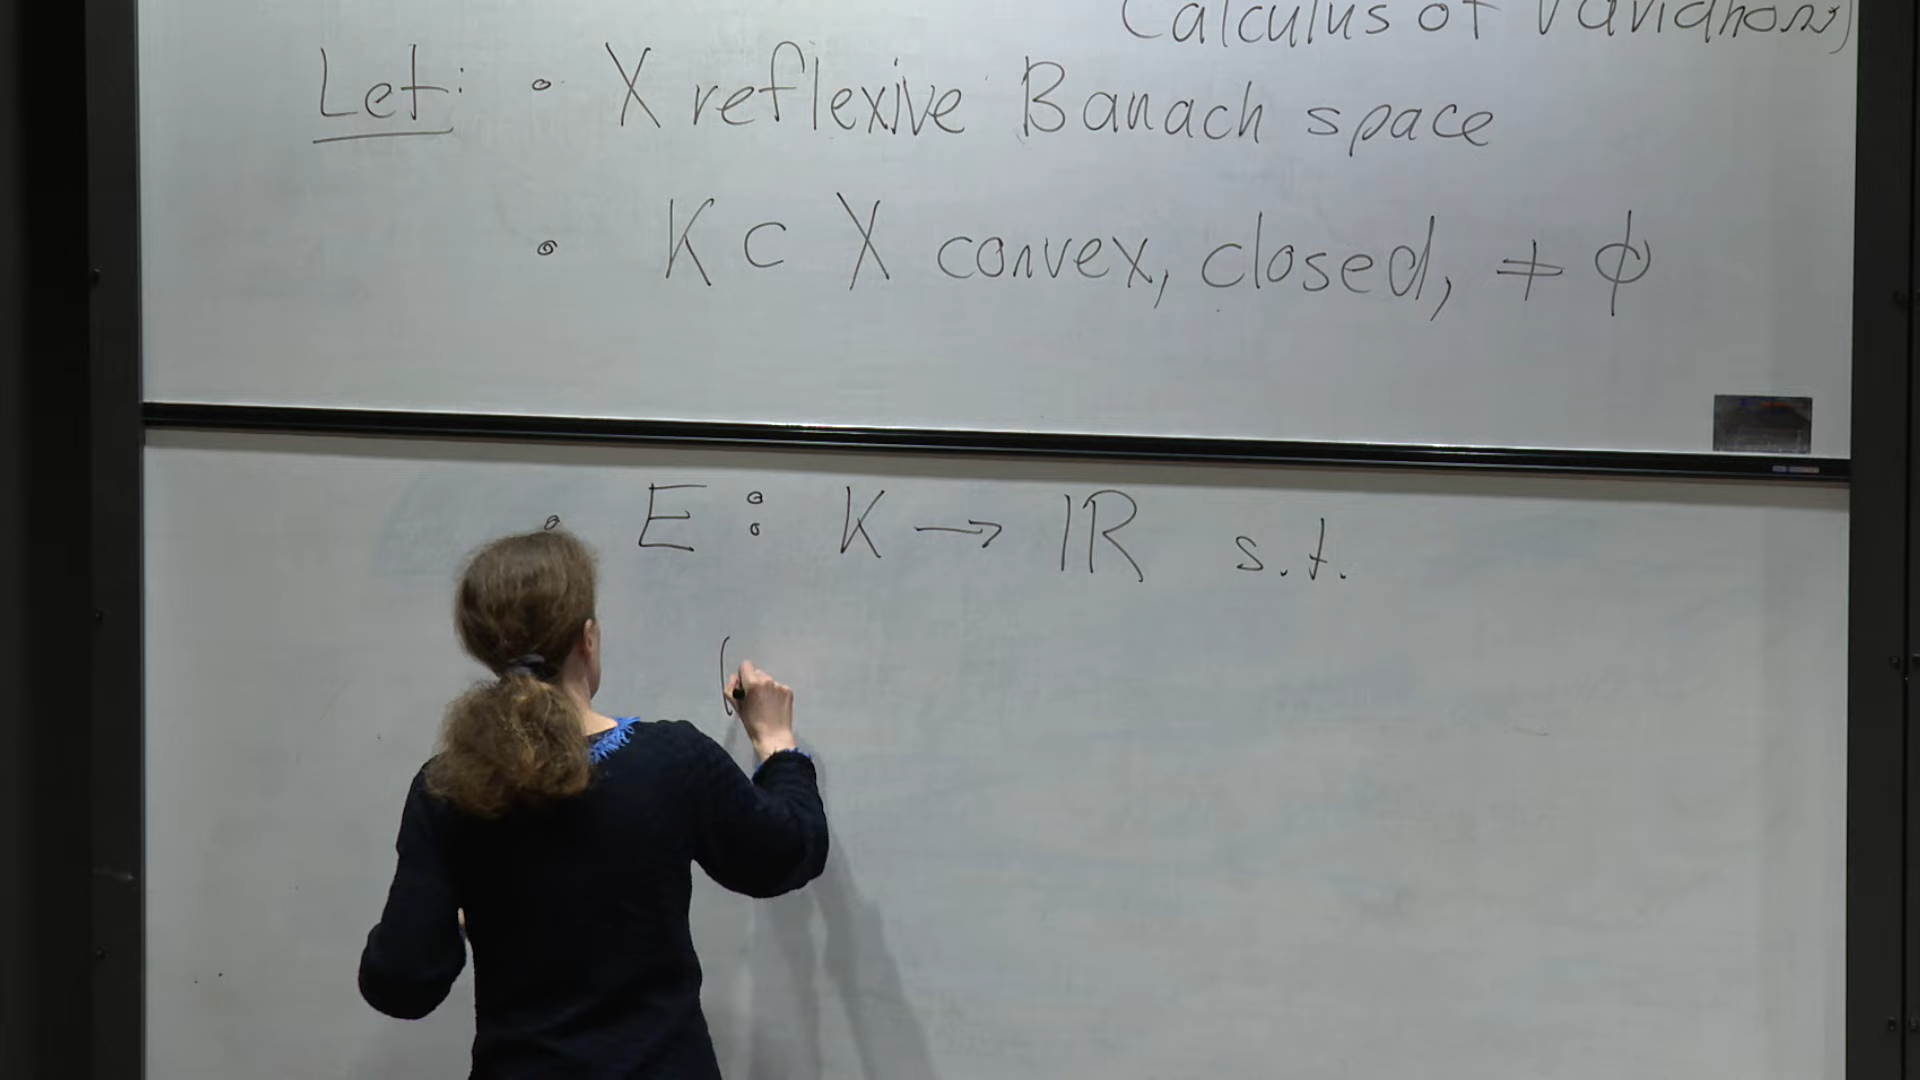 Calculus of Variations)
Let: • X reflexive Banach space
• K ⊂ X convex, closed, ≠ ∅
• E : K → ℝ s.t.
(